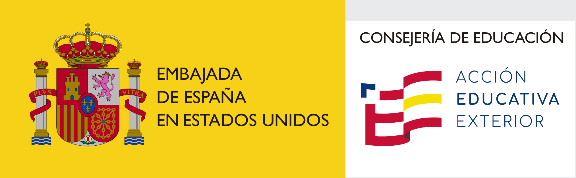 EMBAJADA
DE ESPAÑA
EN ESTADOS UNIDOS
CONSEJERÍA DE EDUCACIÓN
ACCIÓN
EDUCATIVA
EXTERIOR